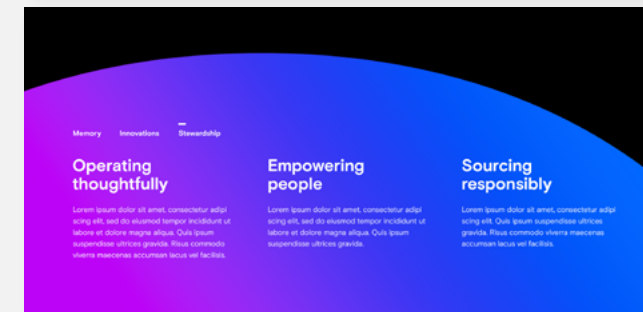 Memory Innovations Stewardship
Operating
thoughtfully
Lorem ipsum dolor sit amet, consectetur adipi
scing elit, sed do eiusmod tempor incididunt ut
labore et dolore magna aliqua. Quis ipsum
suspendisse ultrices gravida. Risus commodo
viverra maecenas accumsan lacus vel facilisis.
Empowering
people
Lorem ipsum dolor sit amet, consectetur adipi
scing elit, sed do eiusmod tempor incididunt ut
labore et dolore magna aliqua. Quis ipsum
suspendisse ultrices gravida.
Sourcing
responsibly
Lorem ipsum dolor sit amet, consectetur adipi
scing elit. Quis ipsum suspendisse ultrices
gravida. Risus commodo viverra maecenas
accumsan lacus vel facilisis.